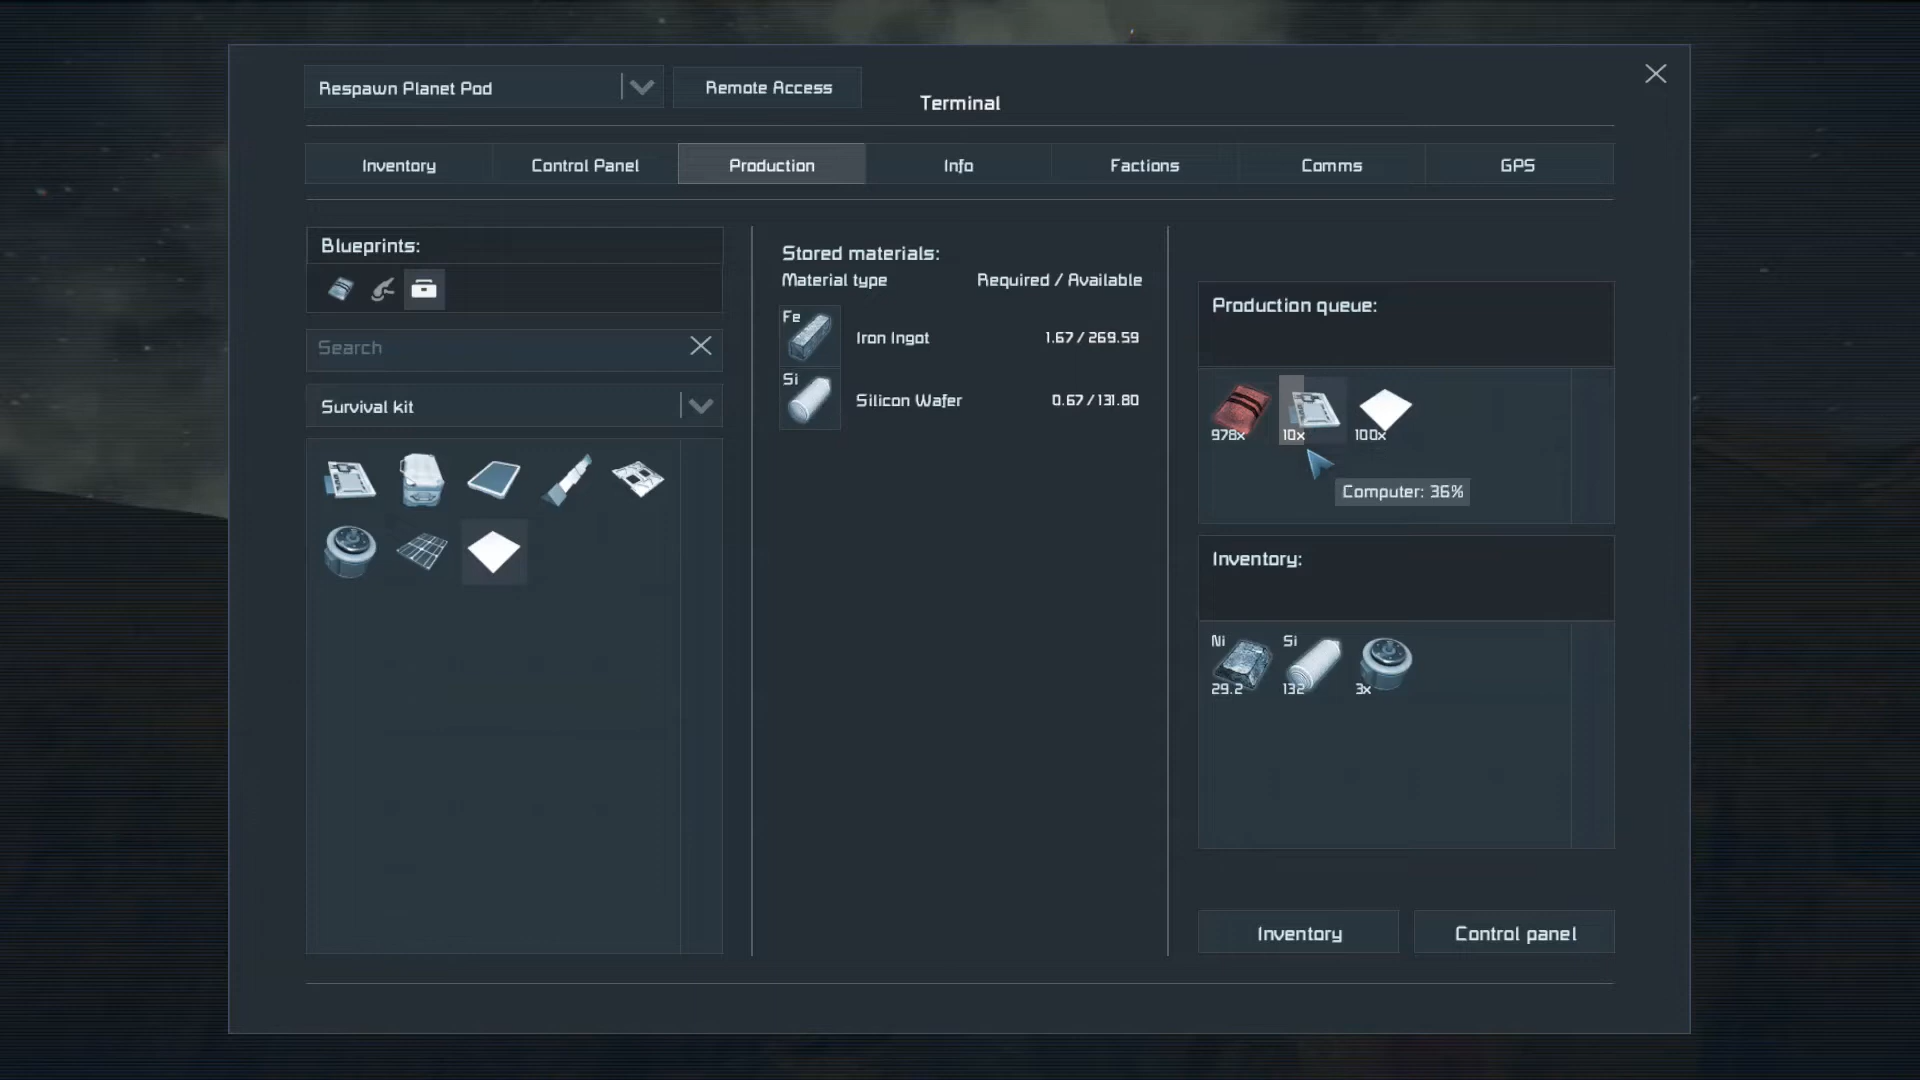 Respawn Planet Pod
Remote Access
Terminal
Inventory
Control Panel
Production
Info
Factions
Comms
GPS
Blueprints:
Search
Survival kit
Stored materials:
Material type
Required / Available
Fe
Iron Ingot
1.67 / 269.59
Si
Silicon Wafer
0.67 / 131.80
Production queue:
978x
10x
100x
Computer: 36%
Inventory:
Ni
29.2
Si
132
3x
Inventory
Control panel